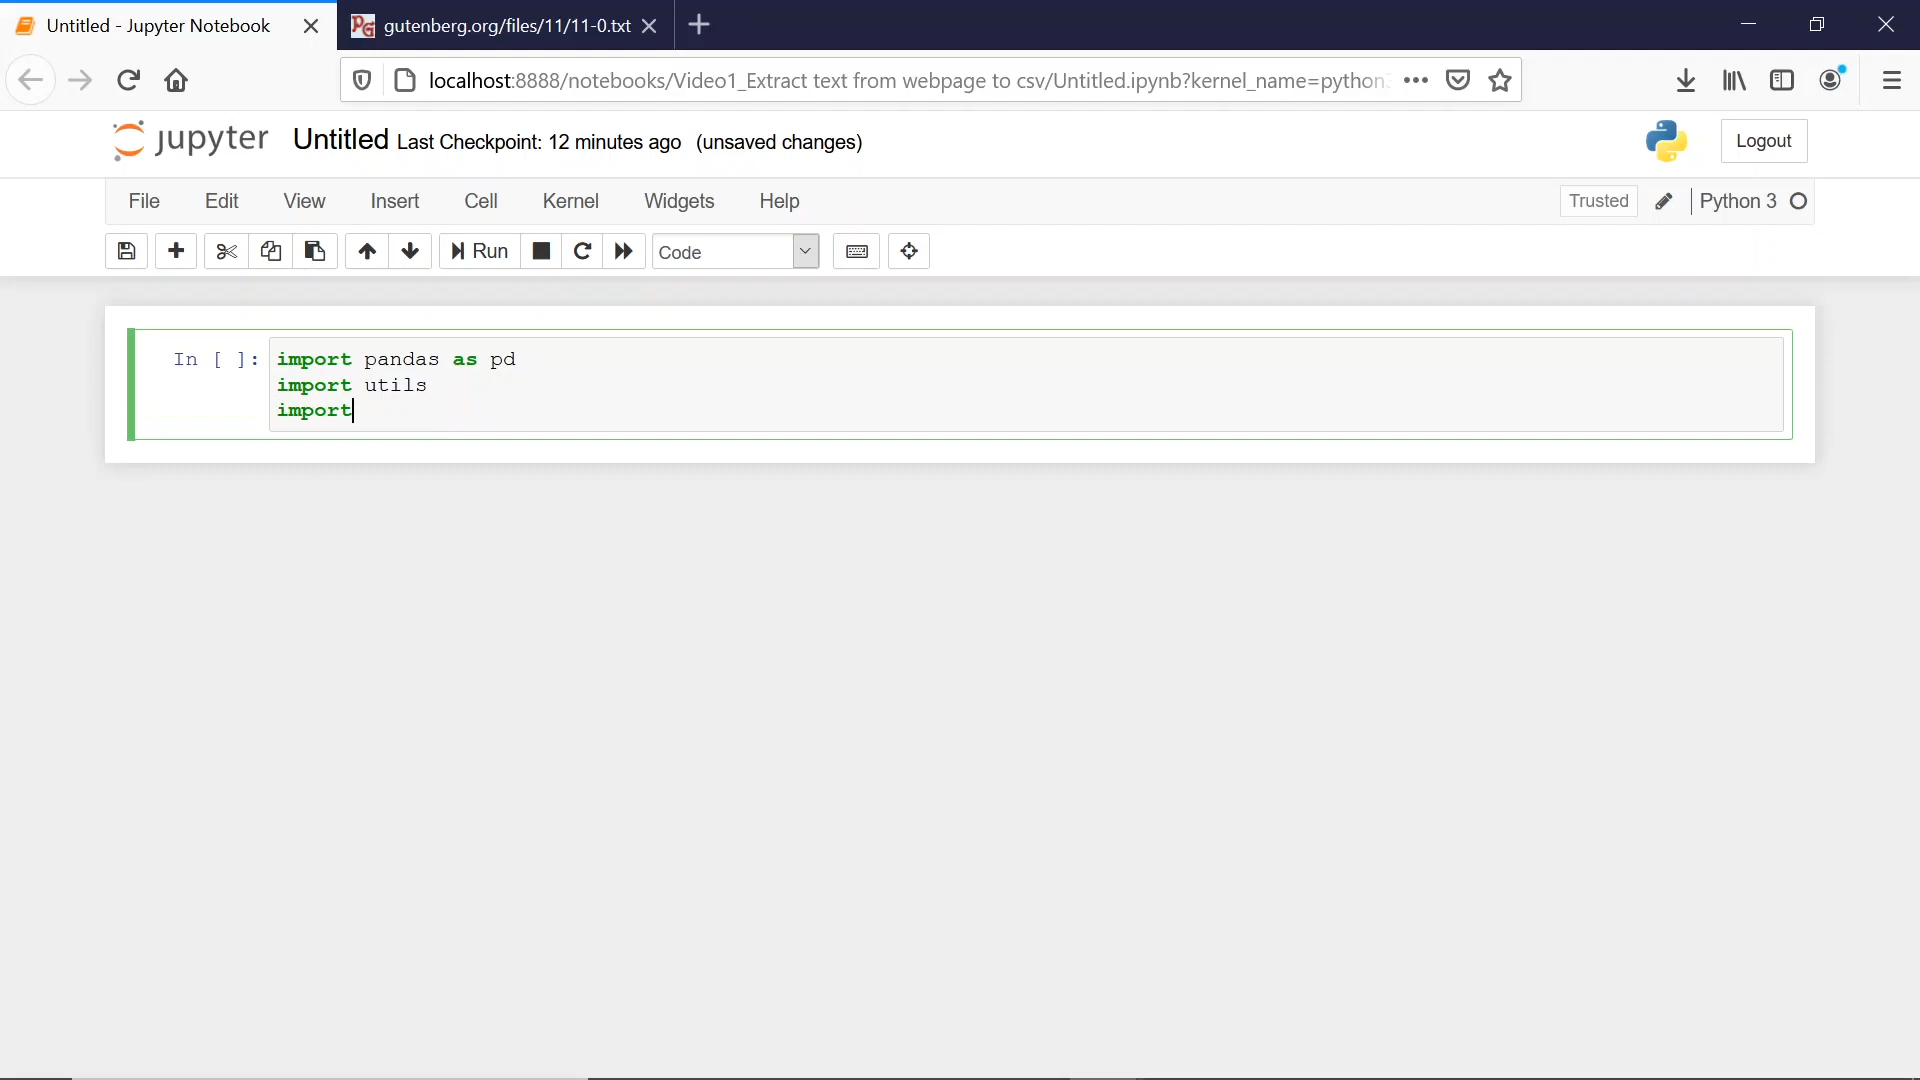 Untitled - Jupyter Notebook
gutenberg.org/files/11/11-0.txt
localhost:8888/notebooks/Video1_Extract text from webpage to csv/Untitled.ipynb?kernel_name=python3
jupyter Untitled Last Checkpoint: 12 minutes ago (unsaved changes) Logout
File Edit View Insert Cell Kernel Widgets Help Trusted Python 3
Run Code
In [ ]: import pandas as pd
import utils
import